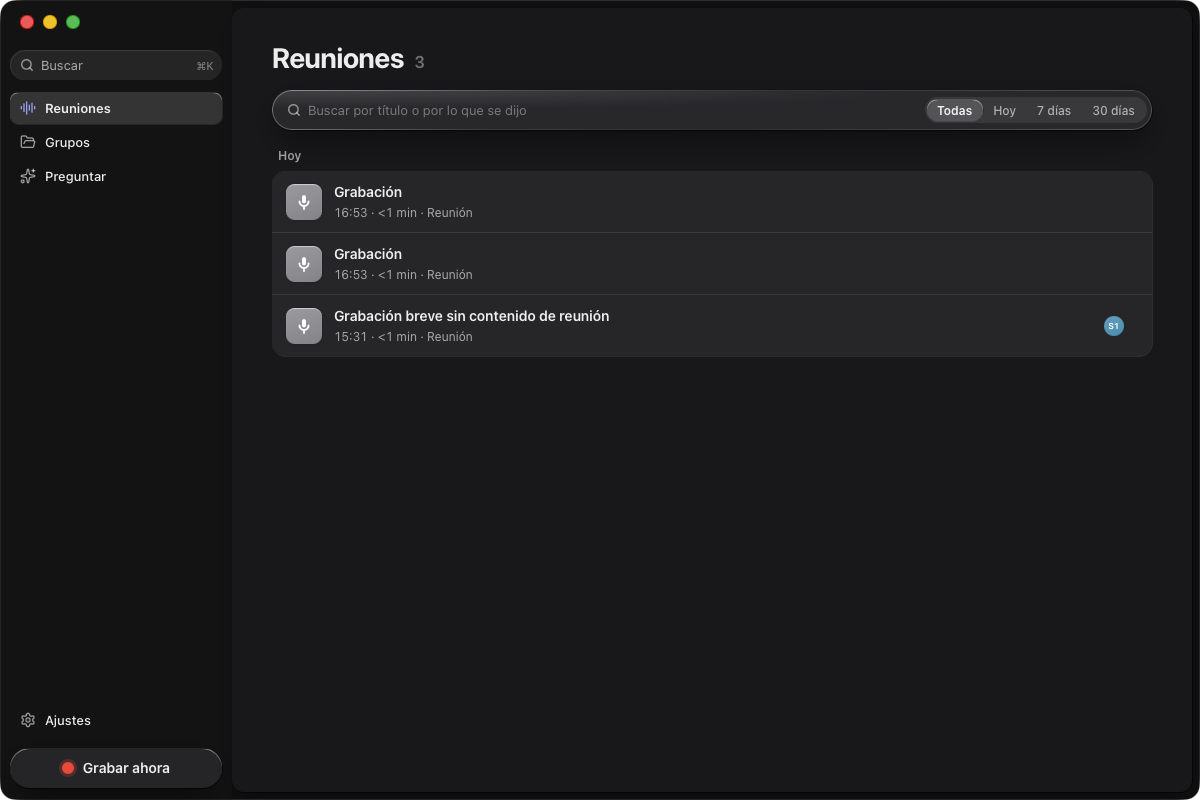 Buscar ⌘K
Reuniones
Grupos
Preguntar
Ajustes
Grabar ahora
Reuniones 3
Buscar por título o por lo que se dijo
Todas Hoy 7 días 30 días
Hoy
Grabación
16:53 · <1 min · Reunión
Grabación
16:53 · <1 min · Reunión
Grabación breve sin contenido de reunión
15:31 · <1 min · Reunión
S1